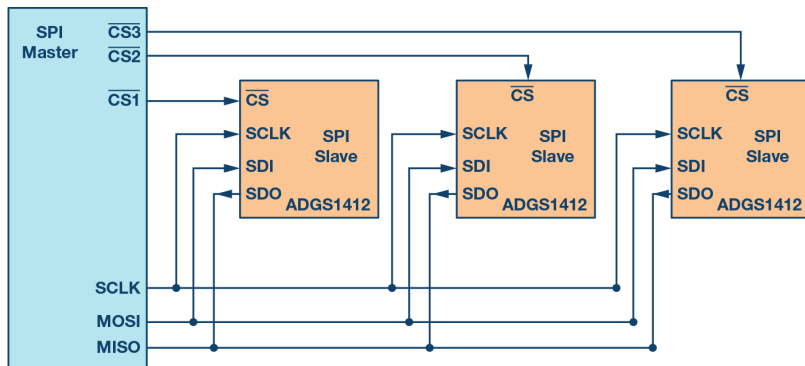 SPI
Master
CS3
CS2
CS1
CS
SCLK
SDI
SDO
SPI
Slave
ADGS1412
CS
SCLK
SDI
SDO
SPI
Slave
ADGS1412
CS
SCLK
SDI
SDO
SPI
Slave
ADGS1412
SCLK
MOSI
MISO